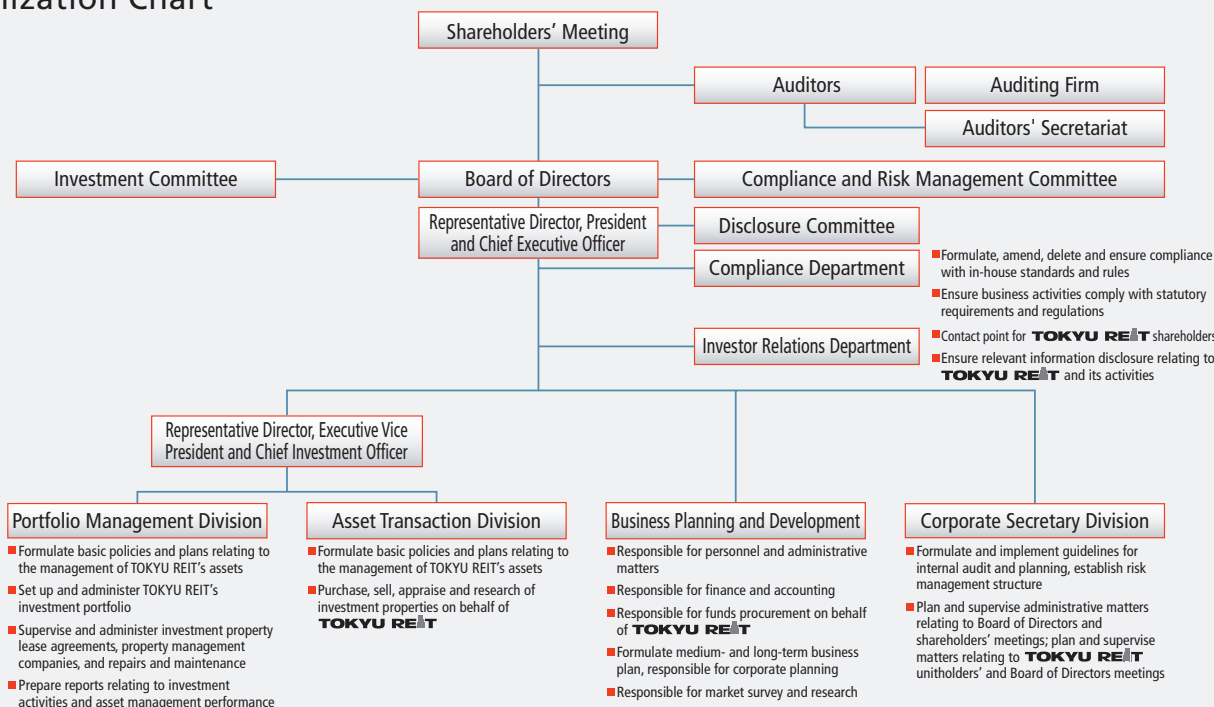 lization Chart
Shareholders' Meeting
Auditors
Auditing Firm
Auditors' Secretariat
Investment Committee
Board of Directors
Compliance and Risk Management Committee
Representative Director, President
and Chief Executive Officer
Disclosure Committee
Compliance Department
Formulate, amend, delete and ensure compliance
with in-house standards and rules
Ensure business activities comply with statutory
requirements and regulations
Investor Relations Department
Contact point for TOKYU REIT shareholders
Ensure relevant information disclosure relating to
TOKYU REIT and its activities
Representative Director, Executive Vice
President and Chief Investment Officer
Portfolio Management Division
Formulate basic policies and plans relating to
the management of TOKYU REIT's assets
Set up and administer TOKYU REIT's
investment portfolio
Supervise and administer investment property
lease agreements, property management
companies, and repairs and maintenance
Prepare reports relating to investment
activities and asset management performance
Asset Transaction Division
Formulate basic policies and plans relating to
the management of TOKYU REIT's assets
Purchase, sell, appraise and research of
investment properties on behalf of
TOKYU REIT
Business Planning and Development
Responsible for personnel and administrative
matters
Responsible for finance and accounting
Responsible for funds procurement on behalf
of TOKYU REIT
Formulate medium- and long-term business
plan, responsible for corporate planning
Responsible for market survey and research
Corporate Secretary Division
Formulate and implement guidelines for
internal audit and planning, establish risk
management structure
Plan and supervise administrative matters
relating to Board of Directors and
shareholders' meetings; plan and supervise
matters relating to TOKYU REIT
unitholders' and Board of Directors meetings